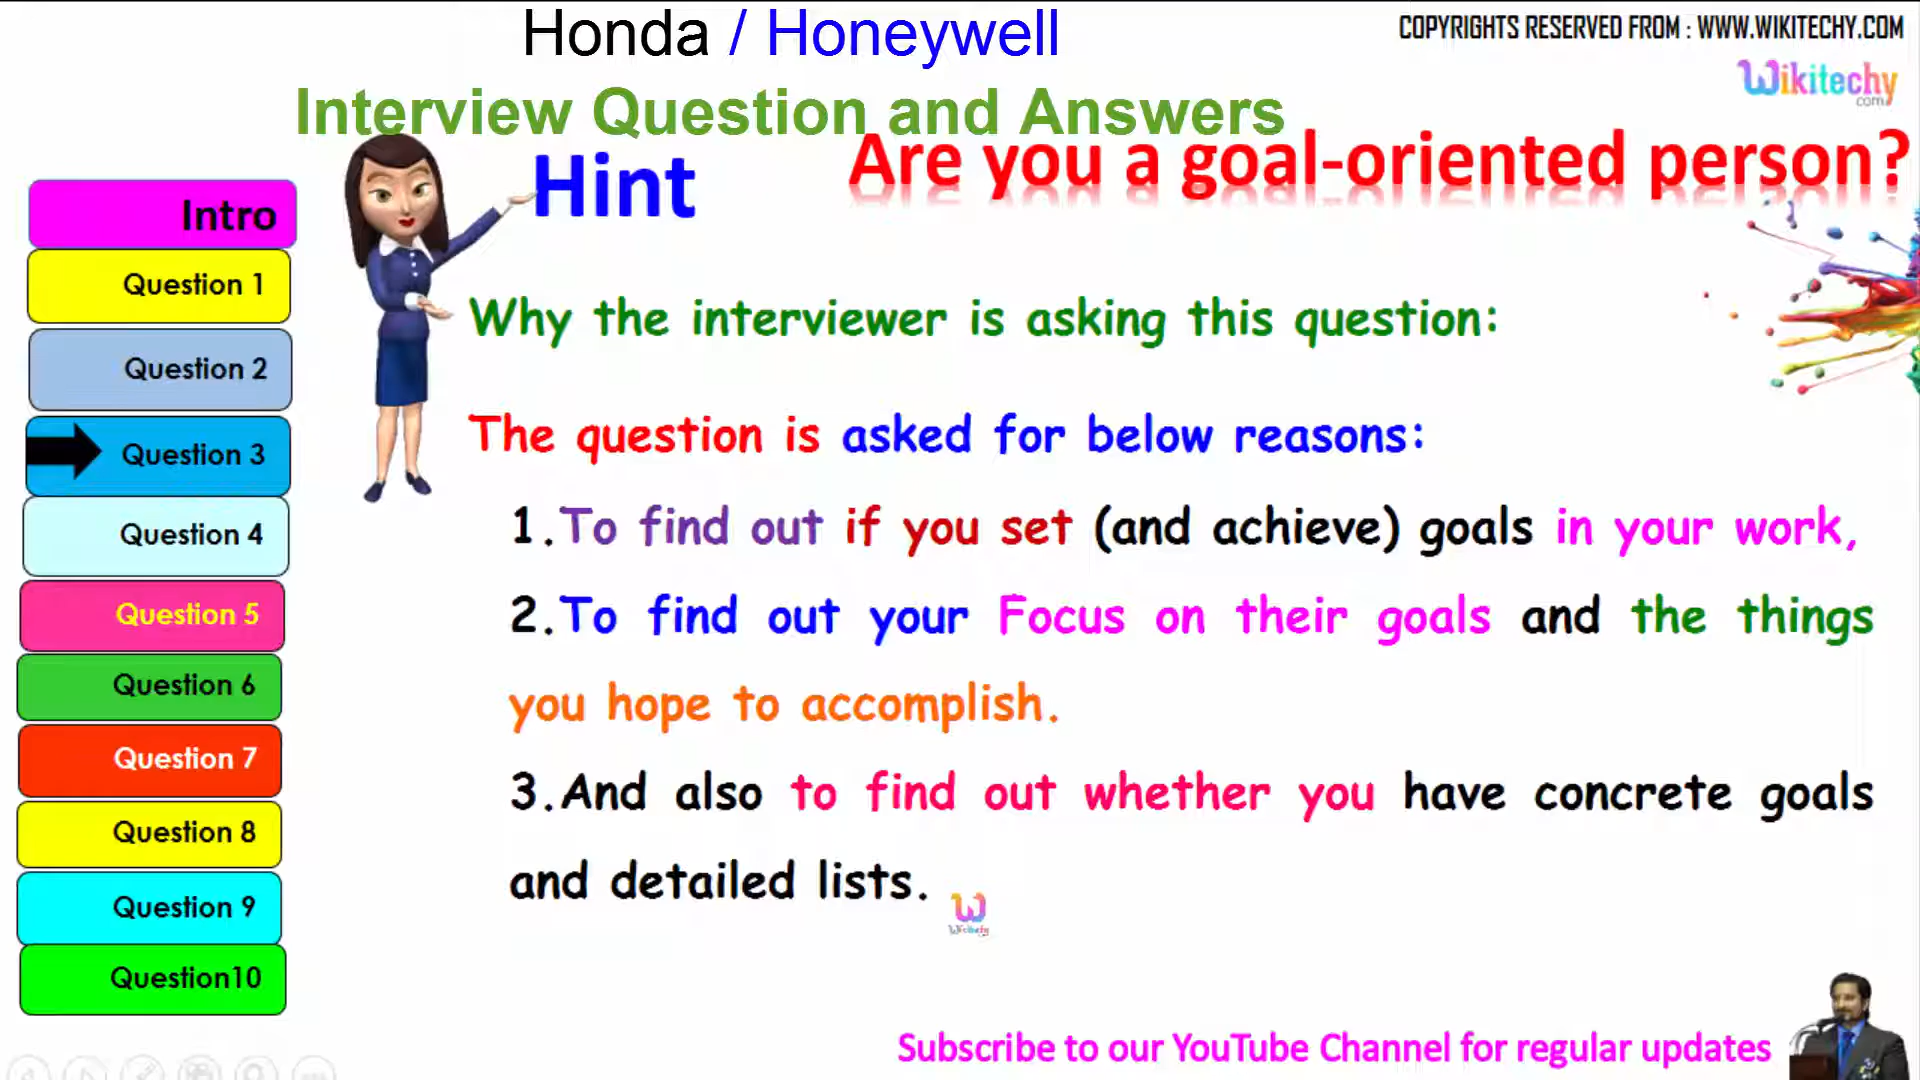 Honda / Honeywell
COPYRIGHTS RESERVED FROM : WWW.WIKITECHY.COM
Wikitechy
.com
Interview Question and Answers
Hint
Are you a goal-oriented person?
Intro
Question 1
Question 2
Question 3
Question 4
Question 5
Question 6
Question 7
Question 8
Question 9
Question10
Why the interviewer is asking this question:
The question is asked for below reasons:
1.To find out if you set (and achieve) goals in your work,
2.To find out your Focus on their goals and the things
you hope to accomplish.
3.And also to find out whether you have concrete goals
and detailed lists.
W
Wikitechy
Subscribe to our YouTube Channel for regular updates